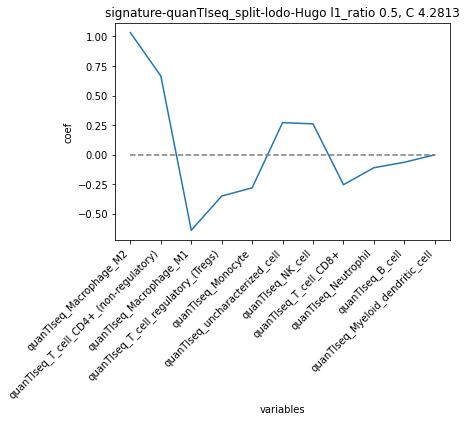 signature-quanTIseq_split-lodo-Hugo l1_ratio 0.5, C 4.2813
1.00
0.75
0.50
0.25
0.00
−0.25
−0.50
coef
quanTIseq_Macrophage_M2
quanTIseq_T_cell_CD4+_(non-regulatory)
quanTIseq_Macrophage_M1
quanTIseq_T_cell_regulatory_(Tregs)
quanTIseq_Monocyte
quanTIseq_uncharacterized_cell
quanTIseq_NK_cell
quanTIseq_T_cell_CD8+
quanTIseq_Neutrophil
quanTIseq_B_cell
quanTIseq_Myeloid_dendritic_cell
variables